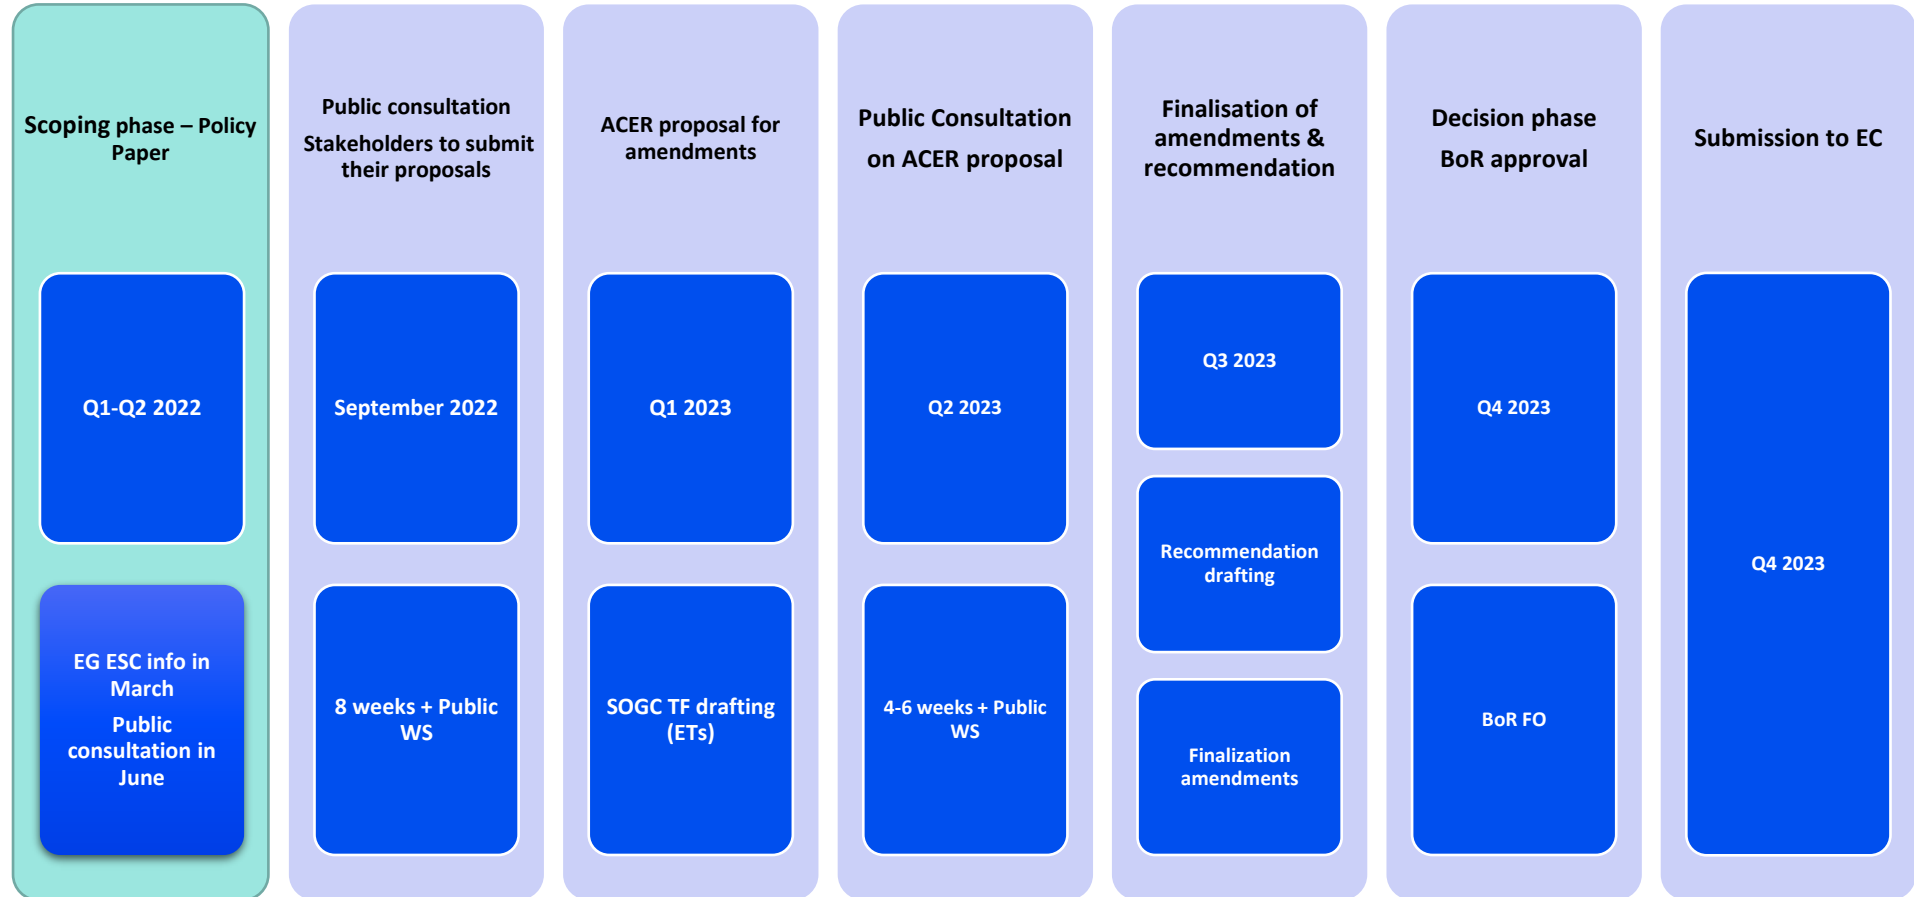 Scoping phase – Policy
Paper
Q1-Q2 2022
EG ESC info in
March
Public
consultation in
June
Public consultation
Stakeholders to submit
their proposals
September 2022
8 weeks + Public
WS
ACER proposal for
amendments
Q1 2023
SOGC TF drafting
(ETs)
Public Consultation
on ACER proposal
Q2 2023
4-6 weeks + Public
WS
Finalisation of
amendments &
recommendation
Q3 2023
Recommendation
drafting
Finalization
amendments
Decision phase
BoR approval
Q4 2023
BoR FO
Submission to EC
Q4 2023